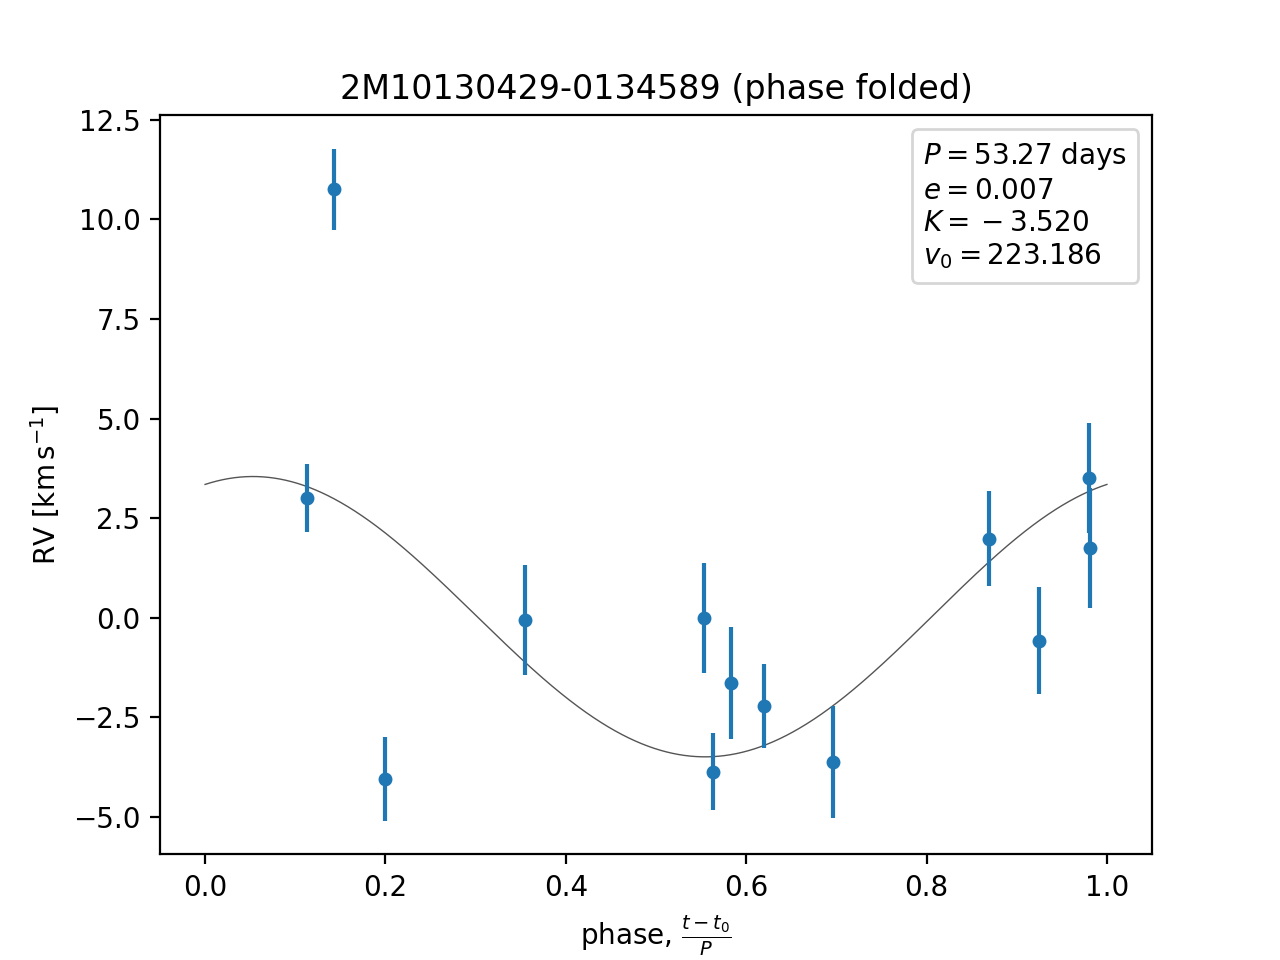 2M10130429-0134589 (phase folded)
P = 53.27 days
e = 0.007
K = −3.520
v₀ = 223.186
12.5
10.0
7.5
5.0
2.5
0.0
−2.5
−5.0
RV [km s⁻¹]
0.0 0.2 0.4 0.6 0.8 1.0
phase, (t − t₀)/P